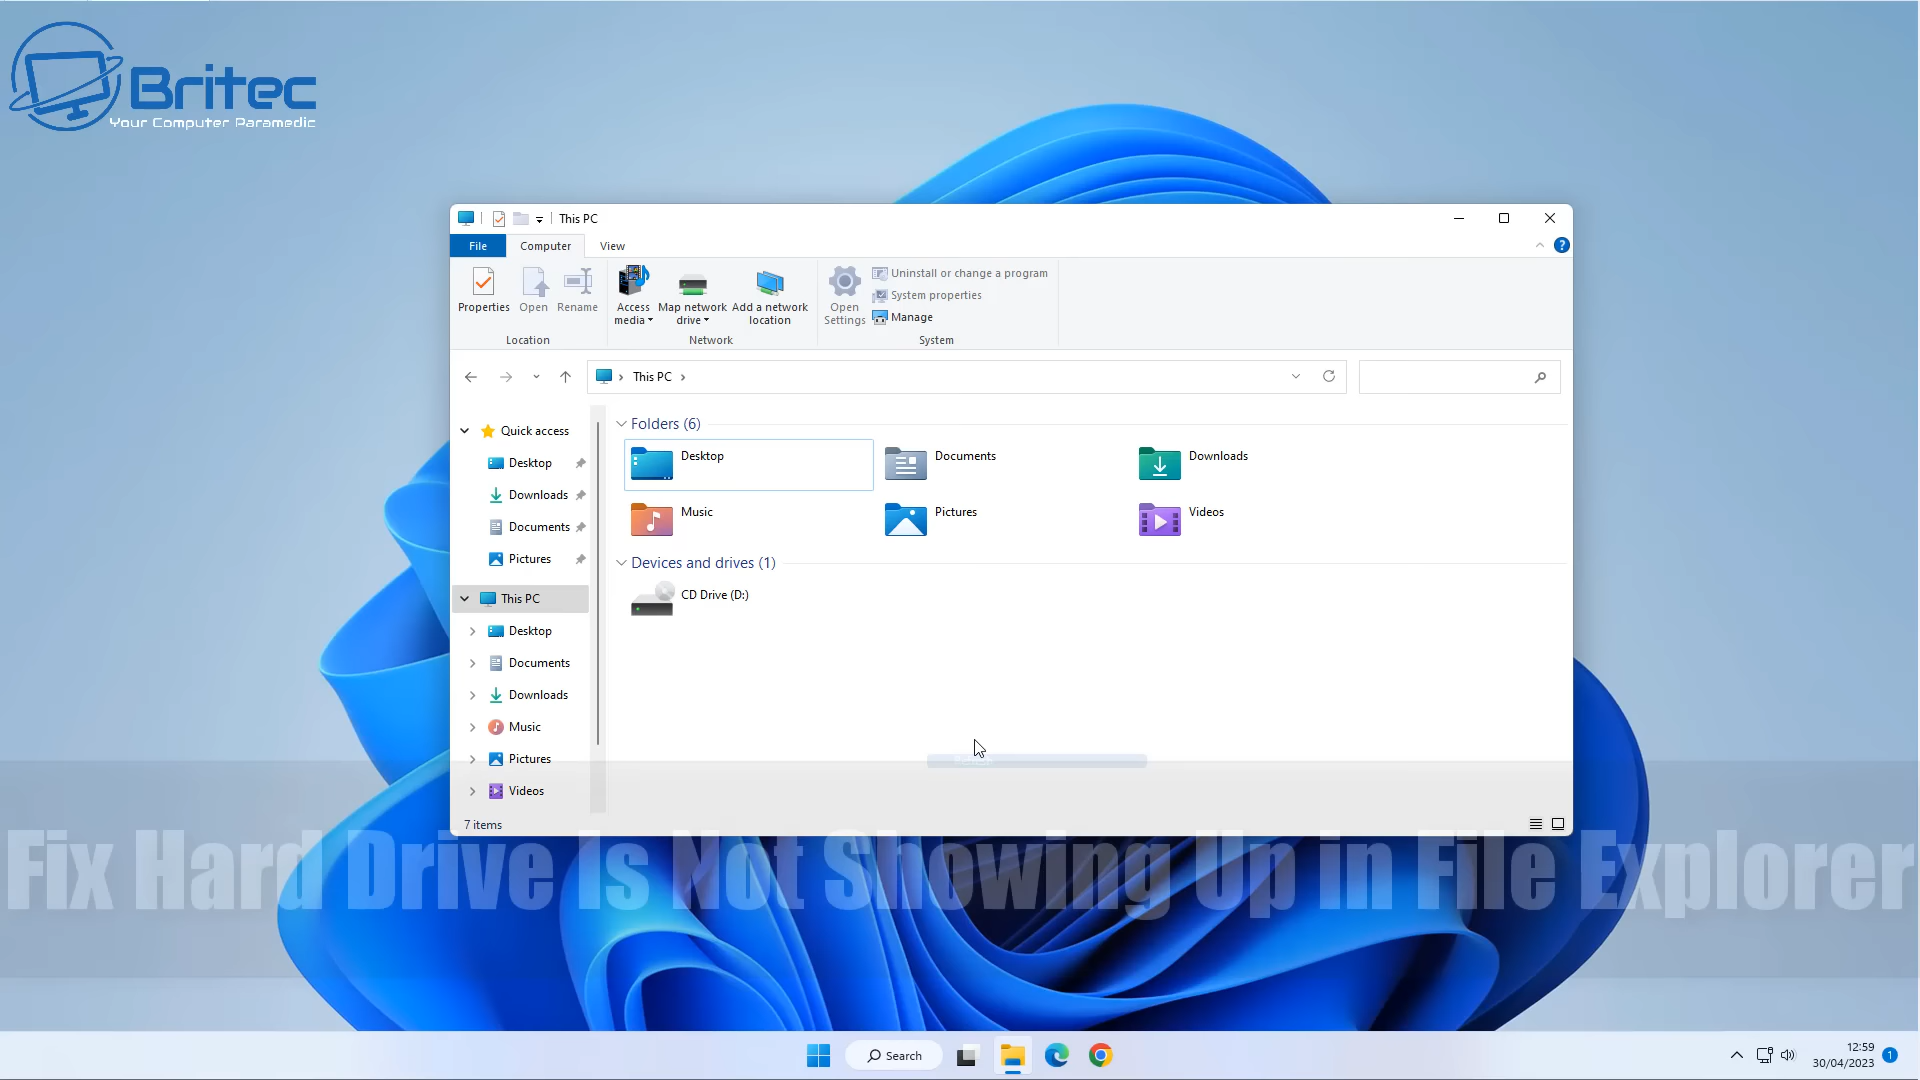 Britec
Your Computer Paramedic
This PC
File
Computer
View
Properties
Open
Rename
Access media
Map network drive
Add a network location
Open Settings
Uninstall or change a program
System properties
Manage
Location
Network
System
This PC
Quick access
Desktop
Downloads
Documents
Pictures
This PC
Desktop
Documents
Downloads
Music
Pictures
Videos
Folders (6)
Desktop
Documents
Downloads
Music
Pictures
Videos
Devices and drives (1)
CD Drive (D:)
7 items
Fix Hard Drive Is Not Showing Up in File Explorer
Search
12:59
30/04/2023
1